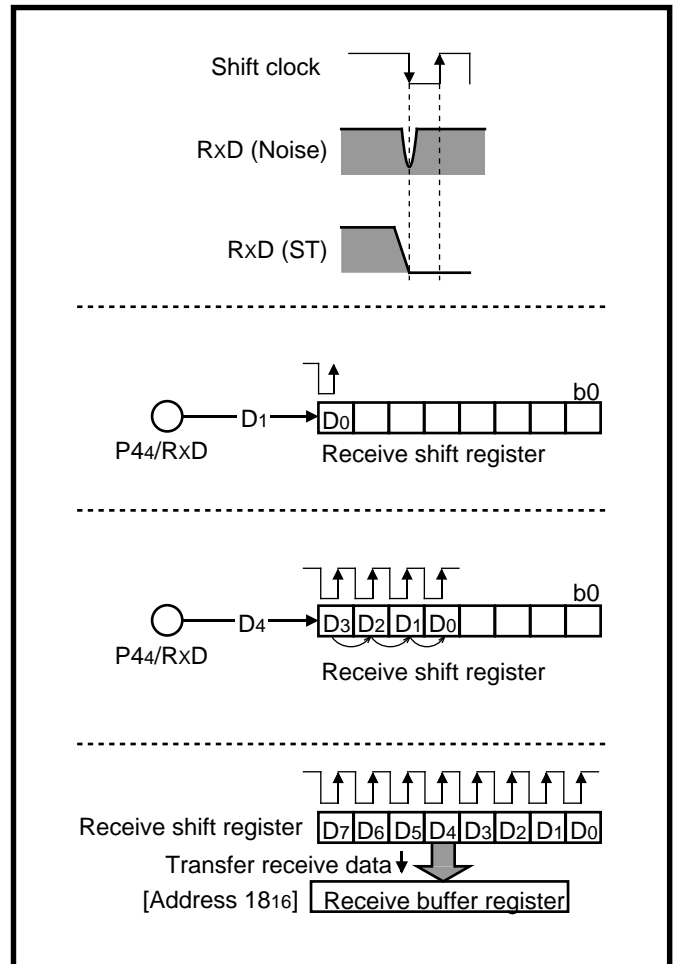 Shift clock
RxD (Noise)
RxD (ST)
b0
D1
D0
P44/RxD
Receive shift register
b0
D4
D3 D2 D1 D0
P44/RxD
Receive shift register
Receive shift register D7 D6 D5 D4 D3 D2 D1 D0
Transfer receive data
[Address 1816] Receive buffer register